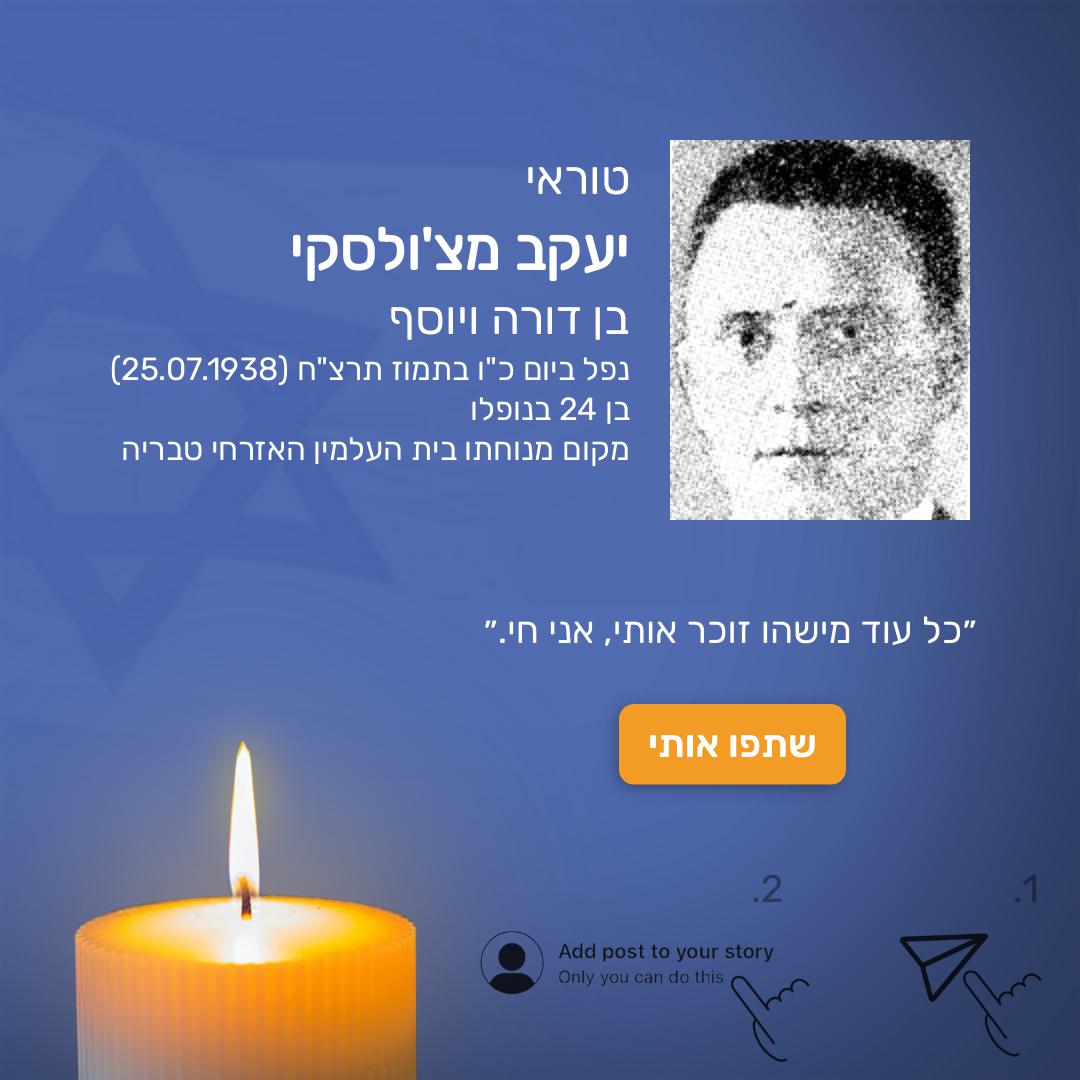 טוראי
יעקב מצ'ולסקי
בן דורה ויוסף
נפל ביום כ"ו בתמוז תרצ"ח (25.07.1938)
בן 24 בנופלו
מקום מנוחתו בית העלמין האזרחי טבריה
״כל עוד מישהו זוכר אותי, אני חי.״
שתפו אותי
1.
2.
Add post to your story
Only you can do this